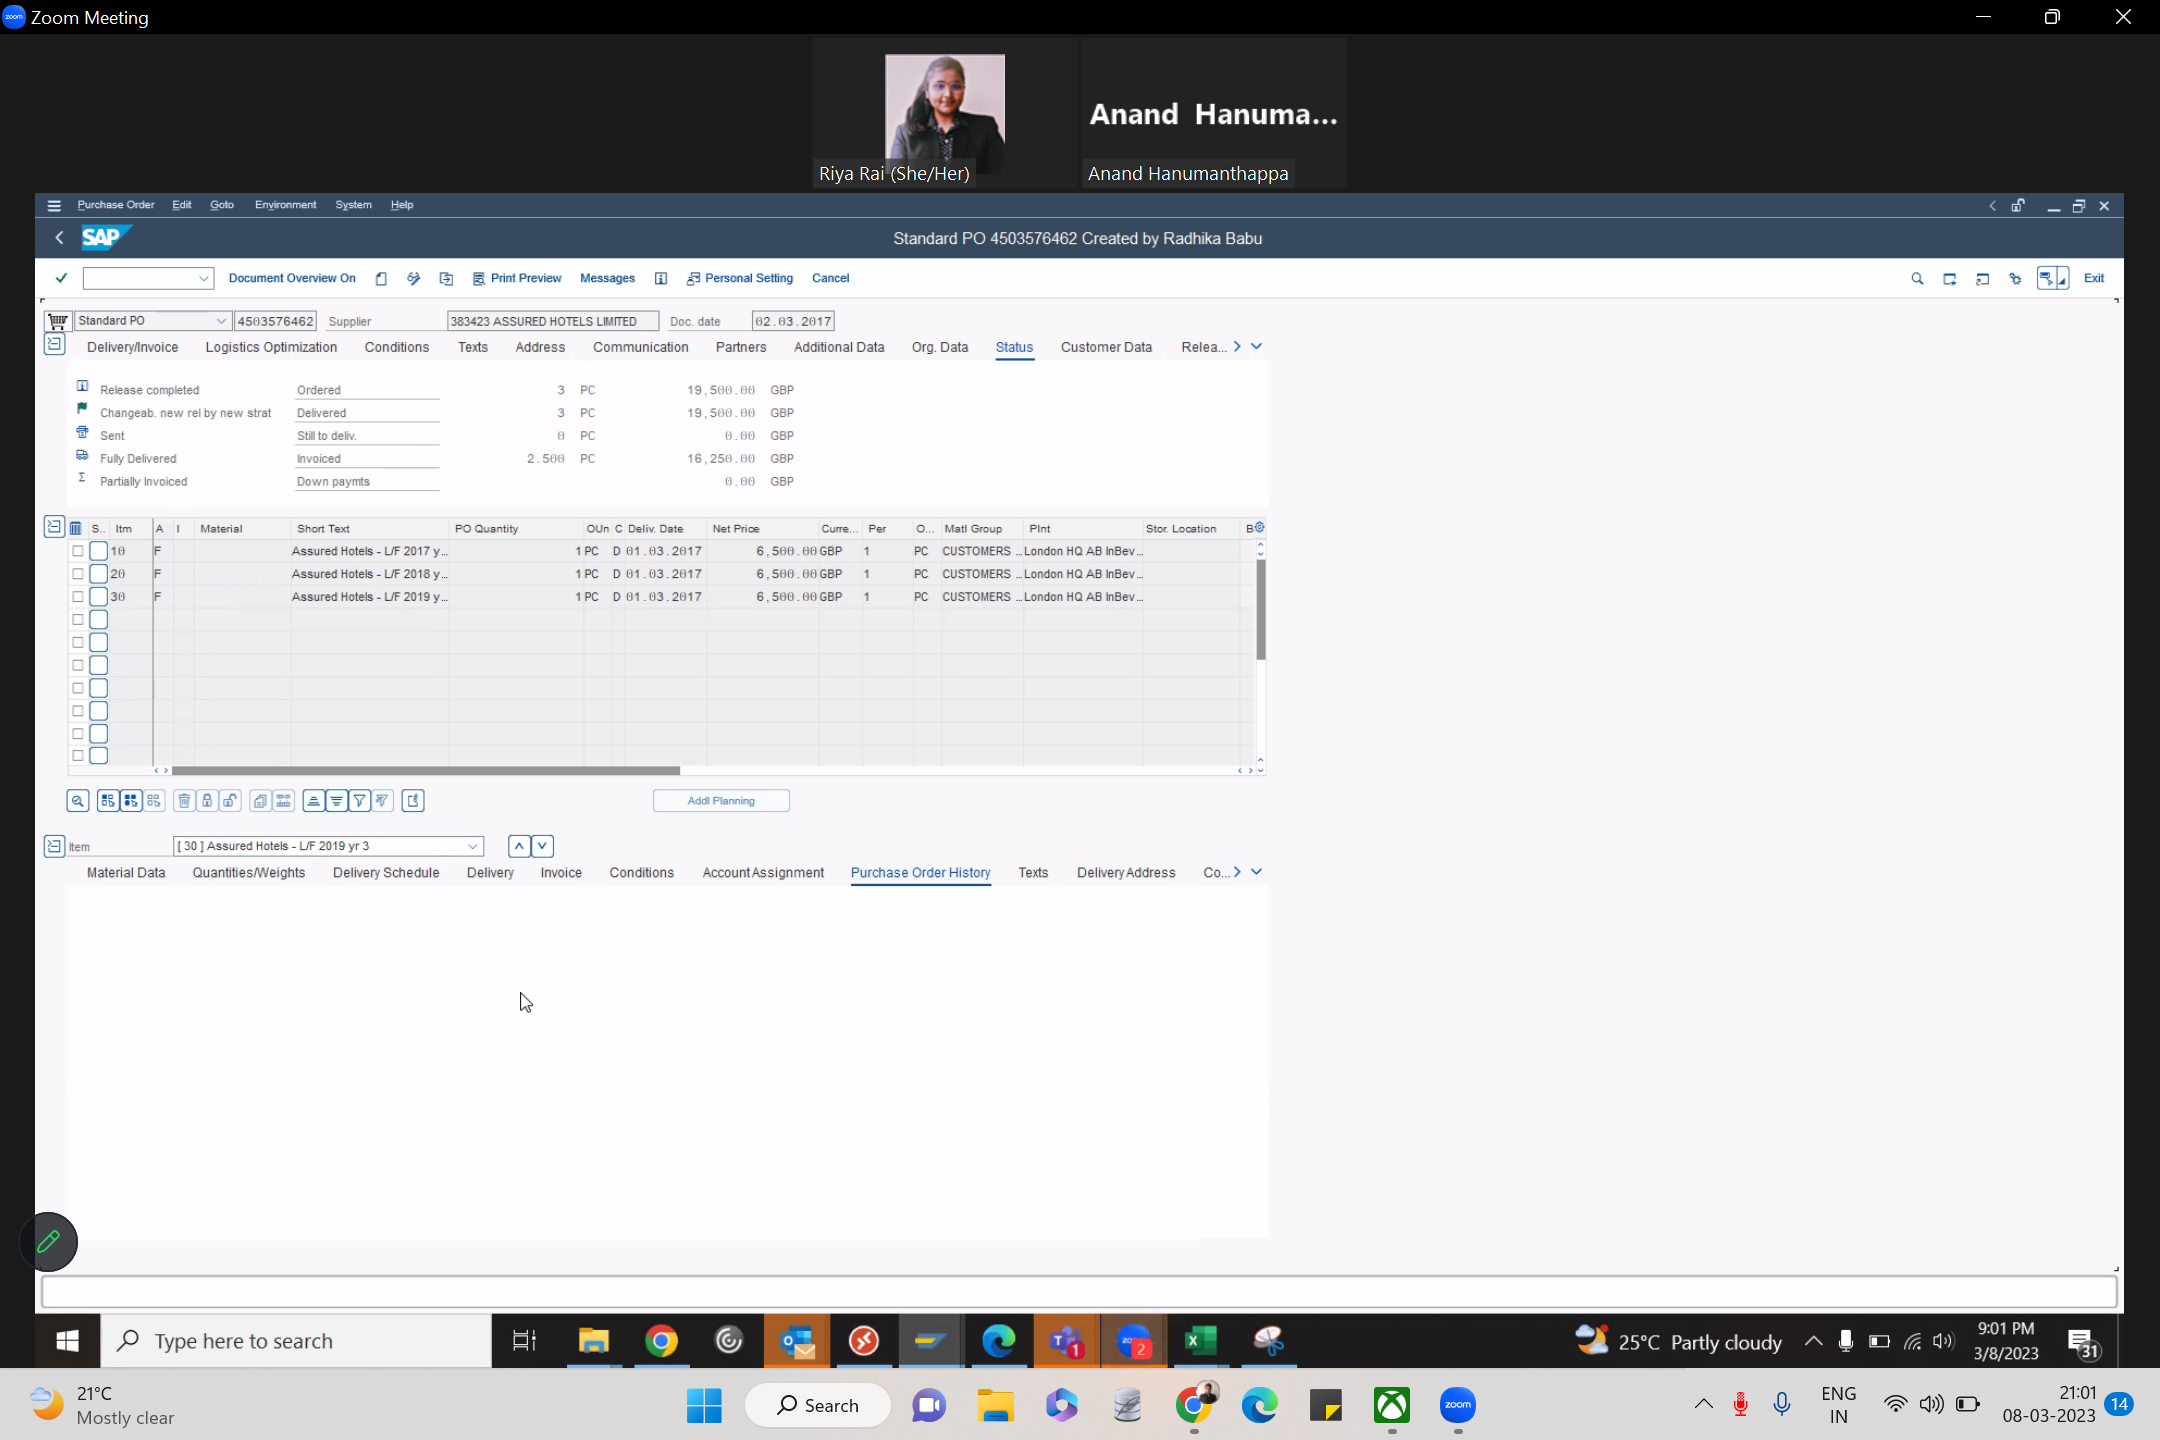 Zoom Meeting
Anand Hanuma...
Riya Rai (She/Her)
Anand Hanumanthappa
Purchase Order Edit Goto Environment System Help
SAP
Standard PO 4503576462 Created by Radhika Babu
Document Overview On Print Preview Messages Personal Setting Cancel Exit
Standard PO 4503576462 Supplier 383423 ASSURED HOTELS LIMITED Doc. date 02.03.2017
Delivery/Invoice Logistics Optimization Conditions Texts Address Communication Partners Additional Data Org. Data Status Customer Data Relea...
Release completed Ordered 3 PC 19,500.00 GBP
Changeab. new rel by new strat Delivered 3 PC 19,500.00 GBP
Sent Still to deliv. 0 PC 0.00 GBP
Fully Delivered Invoiced 2.500 PC 16,250.00 GBP
Σ Partially Invoiced Down paymts 0.00 GBP
S.. Itm A I Material Short Text PO Quantity OUn C Deliv. Date Net Price Curre... Per O... Matl Group Plnt Stor. Location B
10 F Assured Hotels - L/F 2017 y... 1 PC D 01.03.2017 6,500.00 GBP 1 PC CUSTOMERS ... London HQ AB InBev...
20 F Assured Hotels - L/F 2018 y... 1 PC D 01.03.2017 6,500.00 GBP 1 PC CUSTOMERS ... London HQ AB InBev...
30 F Assured Hotels - L/F 2019 y... 1 PC D 01.03.2017 6,500.00 GBP 1 PC CUSTOMERS ... London HQ AB InBev...
Addl Planning
Item [ 30 ] Assured Hotels - L/F 2019 yr 3
Material Data Quantities/Weights Delivery Schedule Delivery Invoice Conditions Account Assignment Purchase Order History Texts Delivery Address Co...
Type here to search
1
2
25°C Partly cloudy
9:01 PM
3/8/2023
31
21°C
Mostly clear
Search
zoom
ENG
IN
21:01
08-03-2023
14